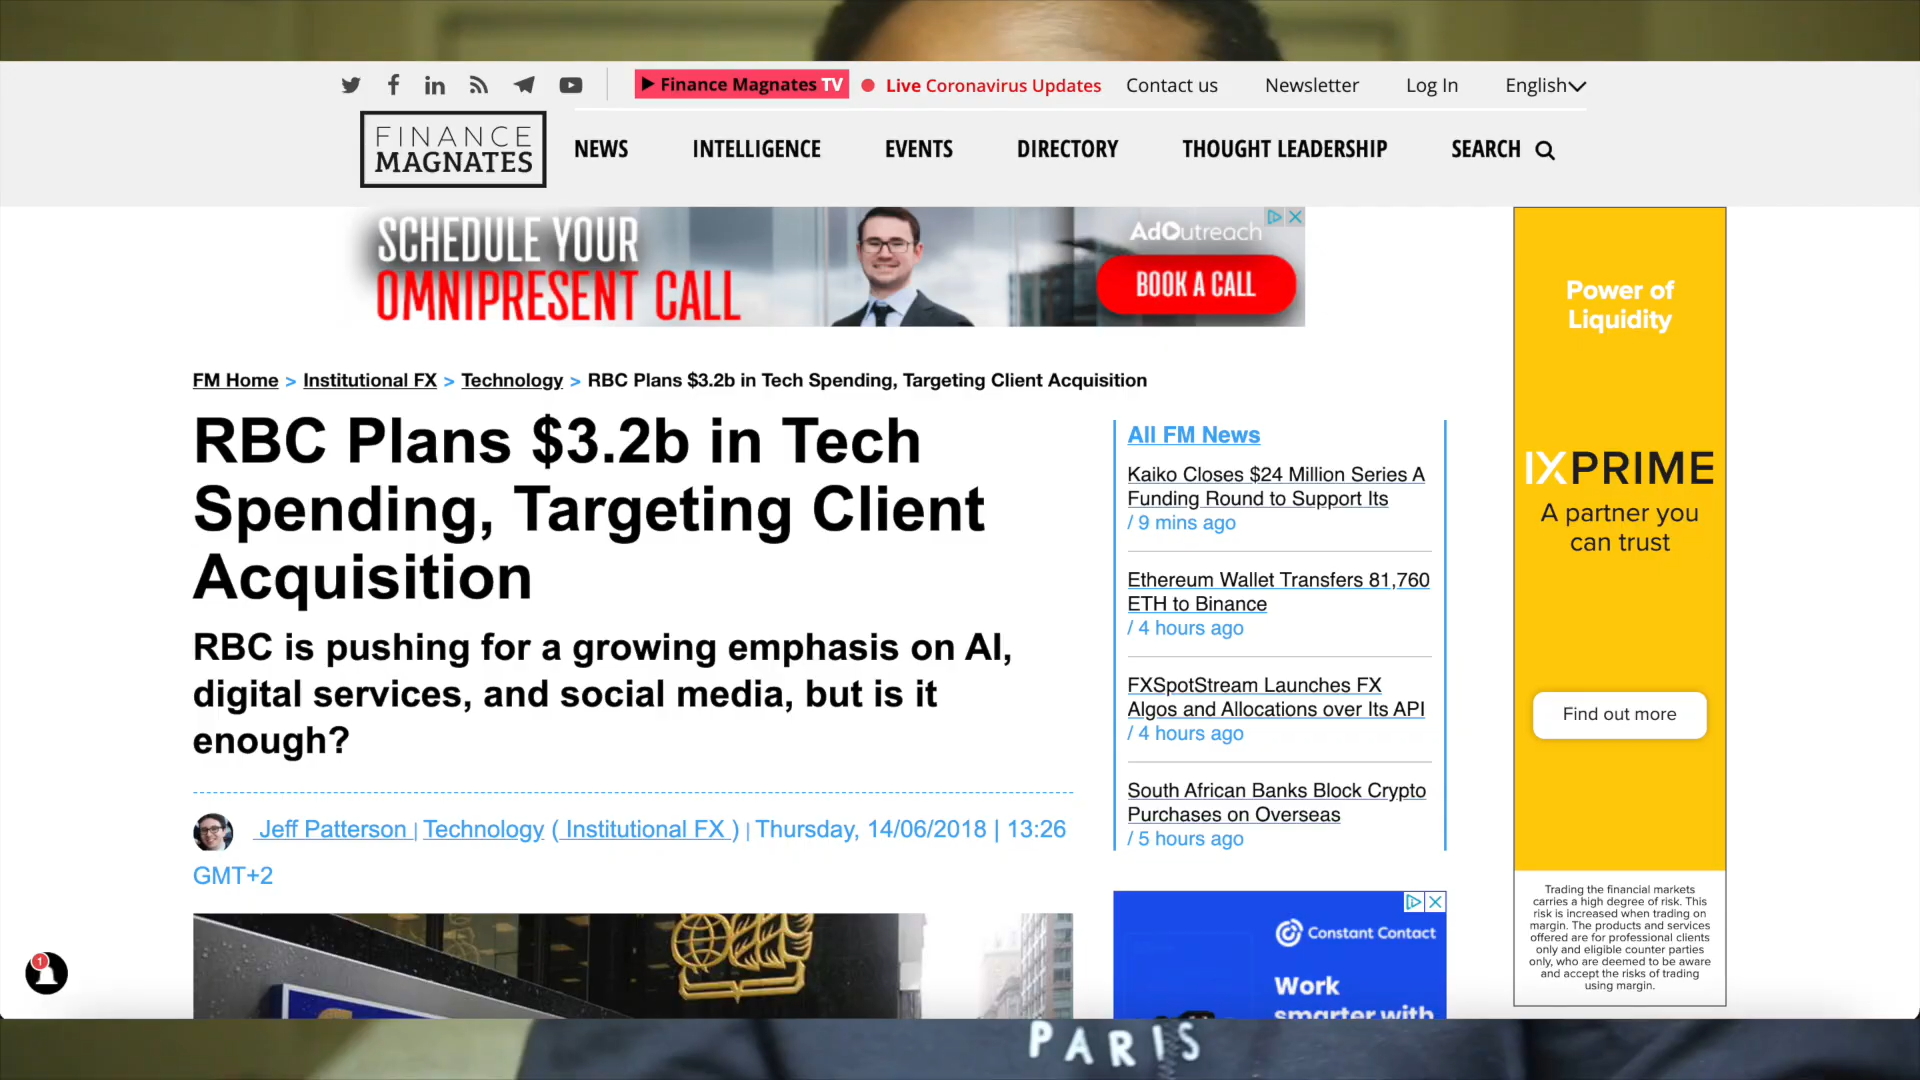 Finance Magnates TV
Live Coronavirus Updates
Contact us
Newsletter
Log In
English
FINANCE
MAGNATES
NEWS
INTELLIGENCE
EVENTS
DIRECTORY
THOUGHT LEADERSHIP
SEARCH
SCHEDULE YOUR
OMNIPRESENT CALL
AdOutreach
BOOK A CALL
FM Home > Institutional FX > Technology > RBC Plans $3.2b in Tech Spending, Targeting Client Acquisition
RBC Plans $3.2b in Tech
Spending, Targeting Client
Acquisition
RBC is pushing for a growing emphasis on AI,
digital services, and social media, but is it
enough?
Jeff Patterson | Technology ( Institutional FX ) | Thursday, 14/06/2018 | 13:26
GMT+2
All FM News
Kaiko Closes $24 Million Series A
Funding Round to Support Its
/ 9 mins ago
Ethereum Wallet Transfers 81,760
ETH to Binance
/ 4 hours ago
FXSpotStream Launches FX
Algos and Allocations over Its API
/ 4 hours ago
South African Banks Block Crypto
Purchases on Overseas
/ 5 hours ago
Constant Contact
Work
smarter with
Power of
Liquidity
IXPRIME
A partner you
can trust
Find out more
Trading the financial markets
carries a high degree of risk. This
risk is increased when trading on
margin. The products and services
offered are for professional clients
only and eligible counter parties
only, who are deemed to be aware
and accept the risks of trading
using margin.
1
PARIS